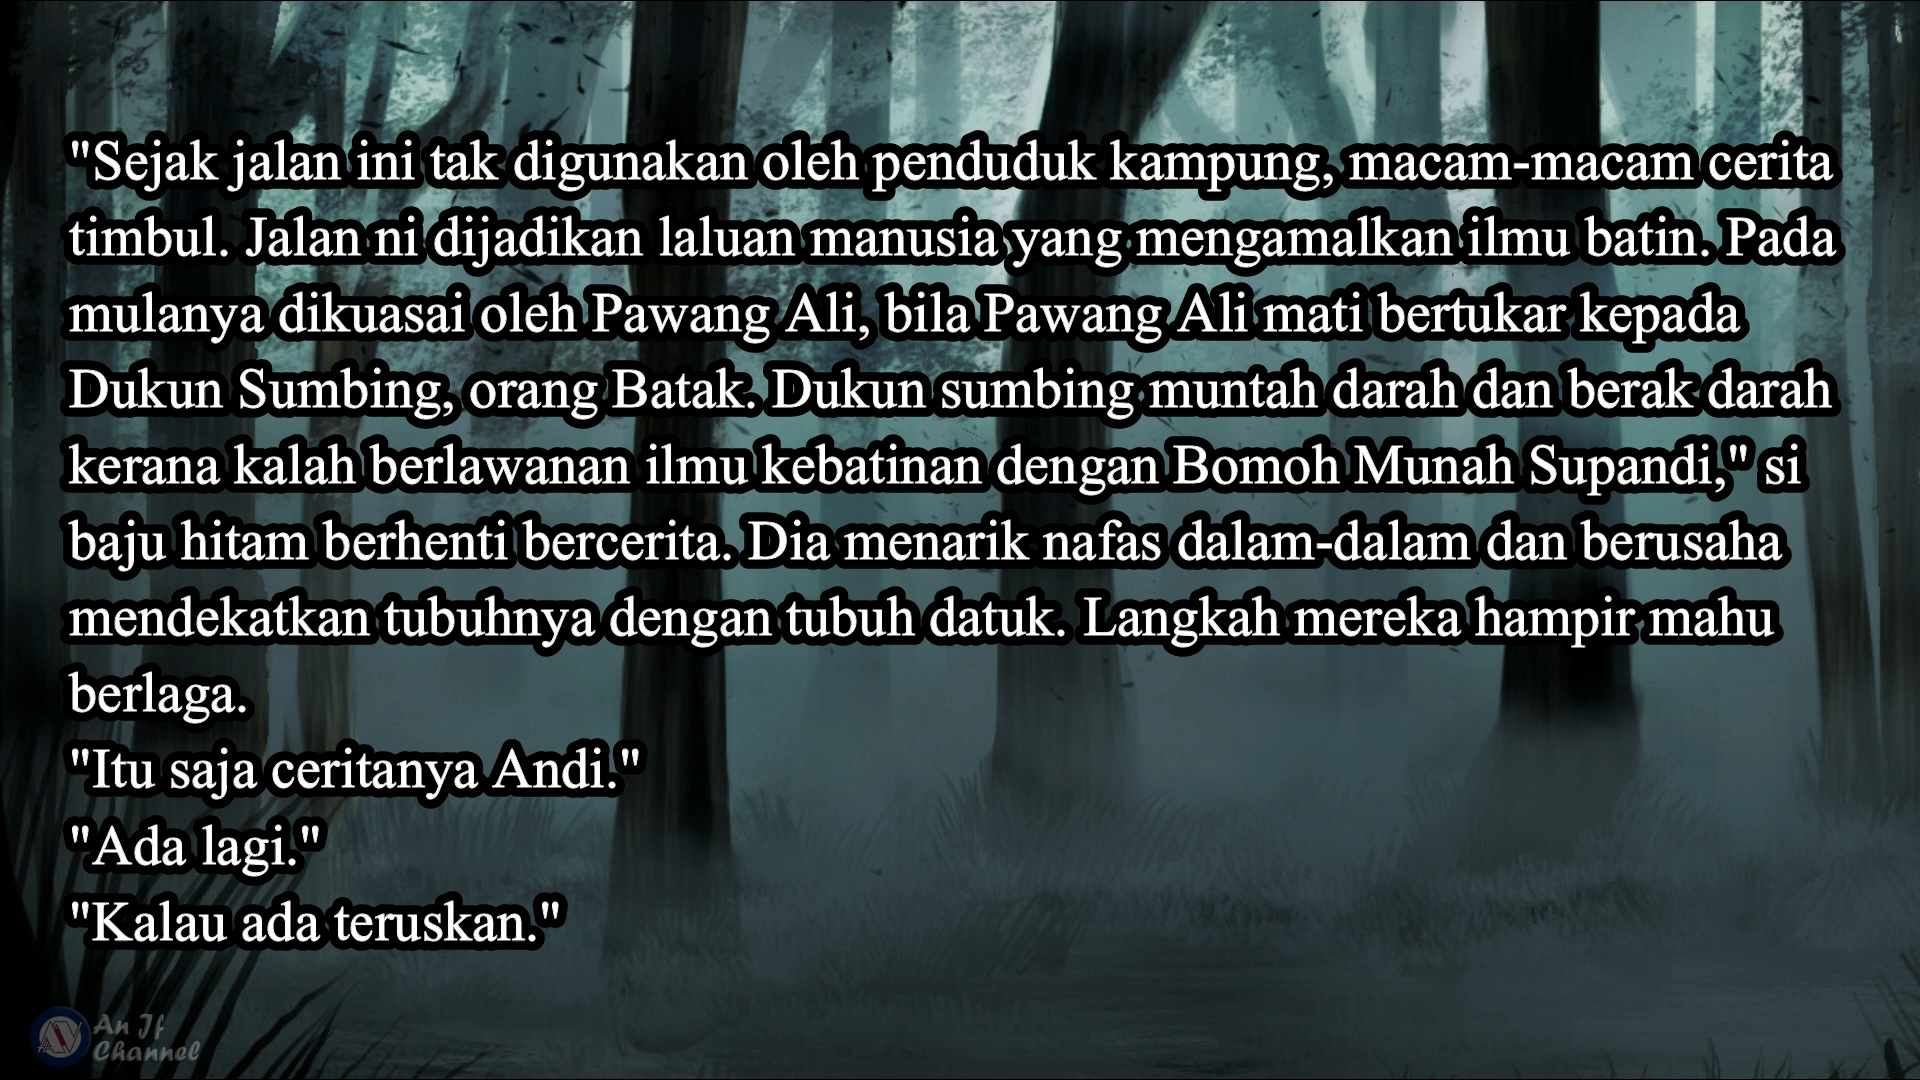 "Sejak jalan ini tak digunakan oleh penduduk kampung, macam-macam cerita
timbul. Jalan ni dijadikan laluan manusia yang mengamalkan ilmu batin. Pada
mulanya dikuasai oleh Pawang Ali, bila Pawang Ali mati bertukar kepada
Dukun Sumbing, orang Batak. Dukun sumbing muntah darah dan berak darah
kerana kalah berlawanan ilmu kebatinan dengan Bomoh Munah Supandi," si
baju hitam berhenti bercerita. Dia menarik nafas dalam-dalam dan berusaha
mendekatkan tubuhnya dengan tubuh datuk. Langkah mereka hampir mahu
berlaga.
"Itu saja ceritanya Andi."
"Ada lagi."
"Kalau ada teruskan."
An If
Channel